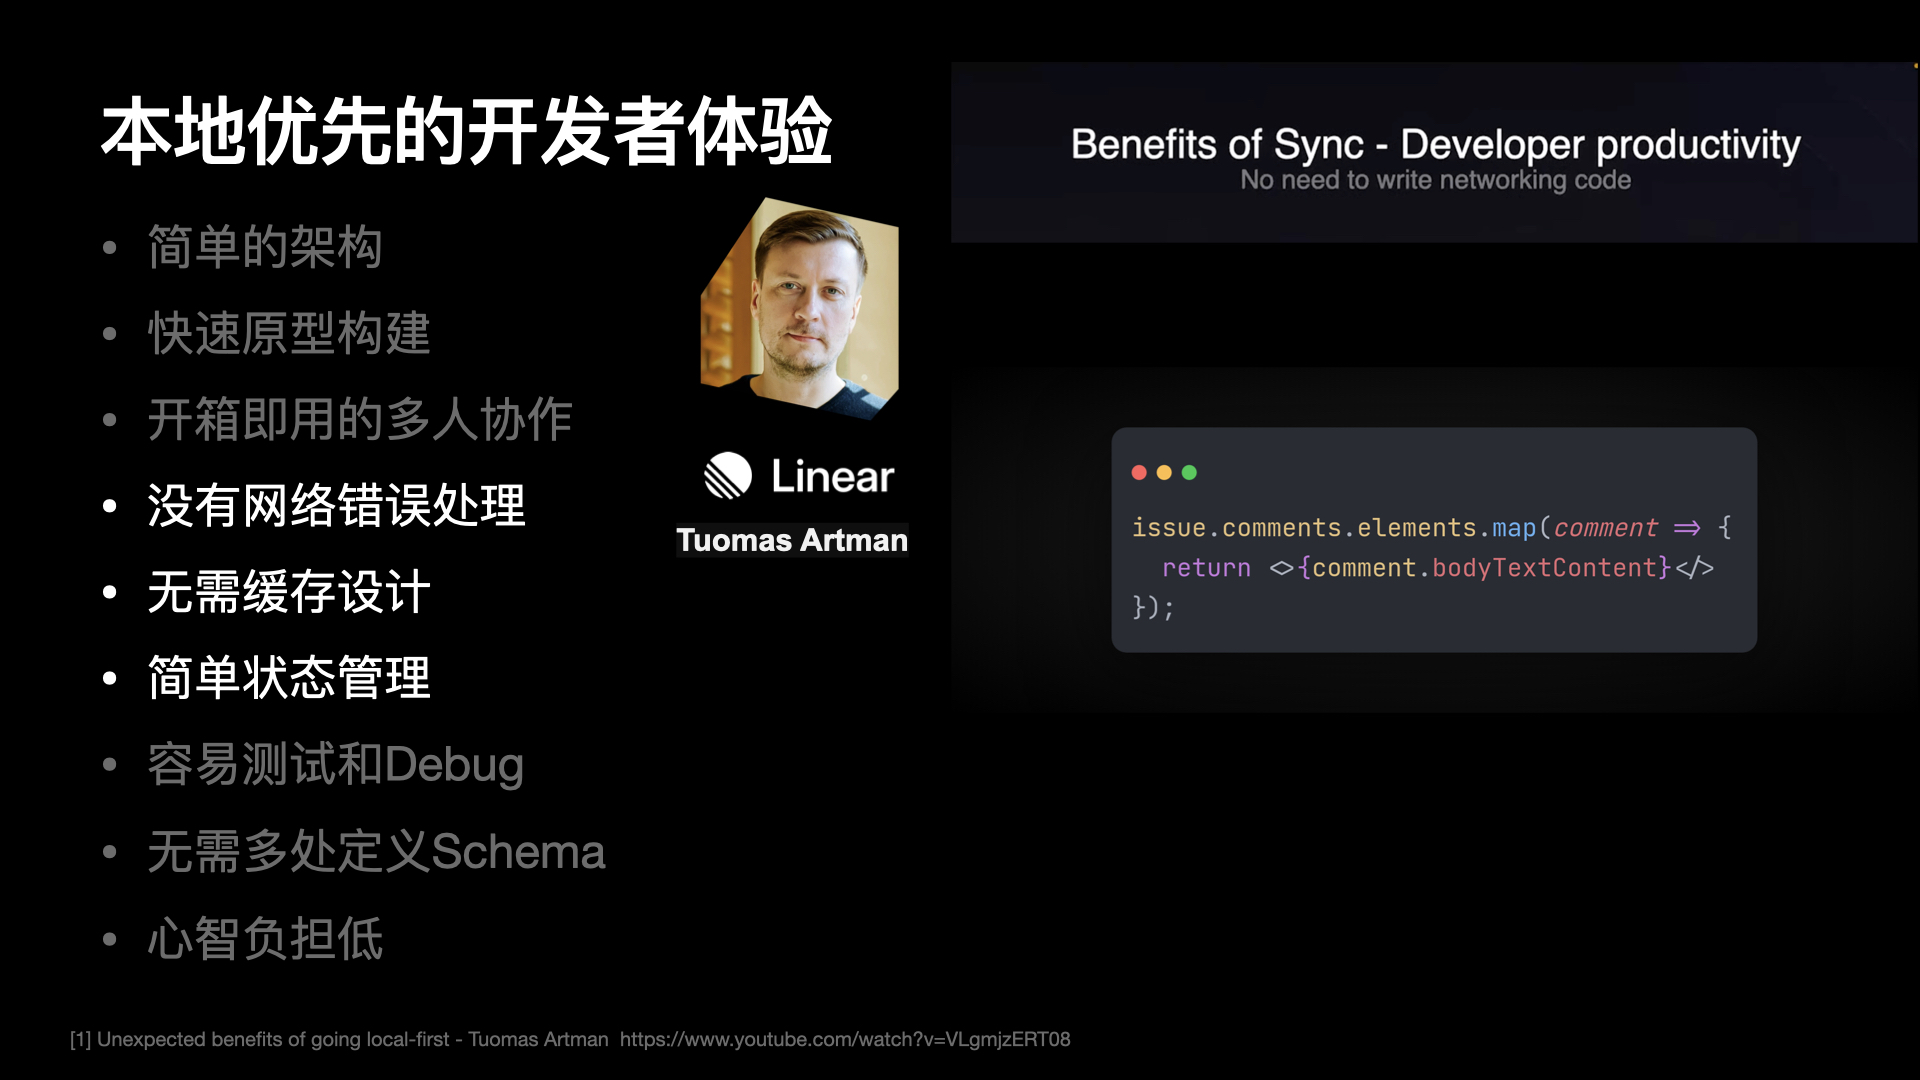 本地优先的开发者体验
• 简单的架构
• 快速原型构建
• 开箱即用的多人协作
• 没有网络错误处理
• 无需缓存设计
• 简单状态管理
• 容易测试和Debug
• 无需多处定义Schema
• 心智负担低
Linear
Tuomas Artman
Benefits of Sync - Developer productivity
No need to write networking code
issue.comments.elements.map(comment => {
  return <>{comment.bodyTextContent}</>
});
[1] Unexpected benefits of going local-first - Tuomas Artman  https://www.youtube.com/watch?v=VLgmjzERT08